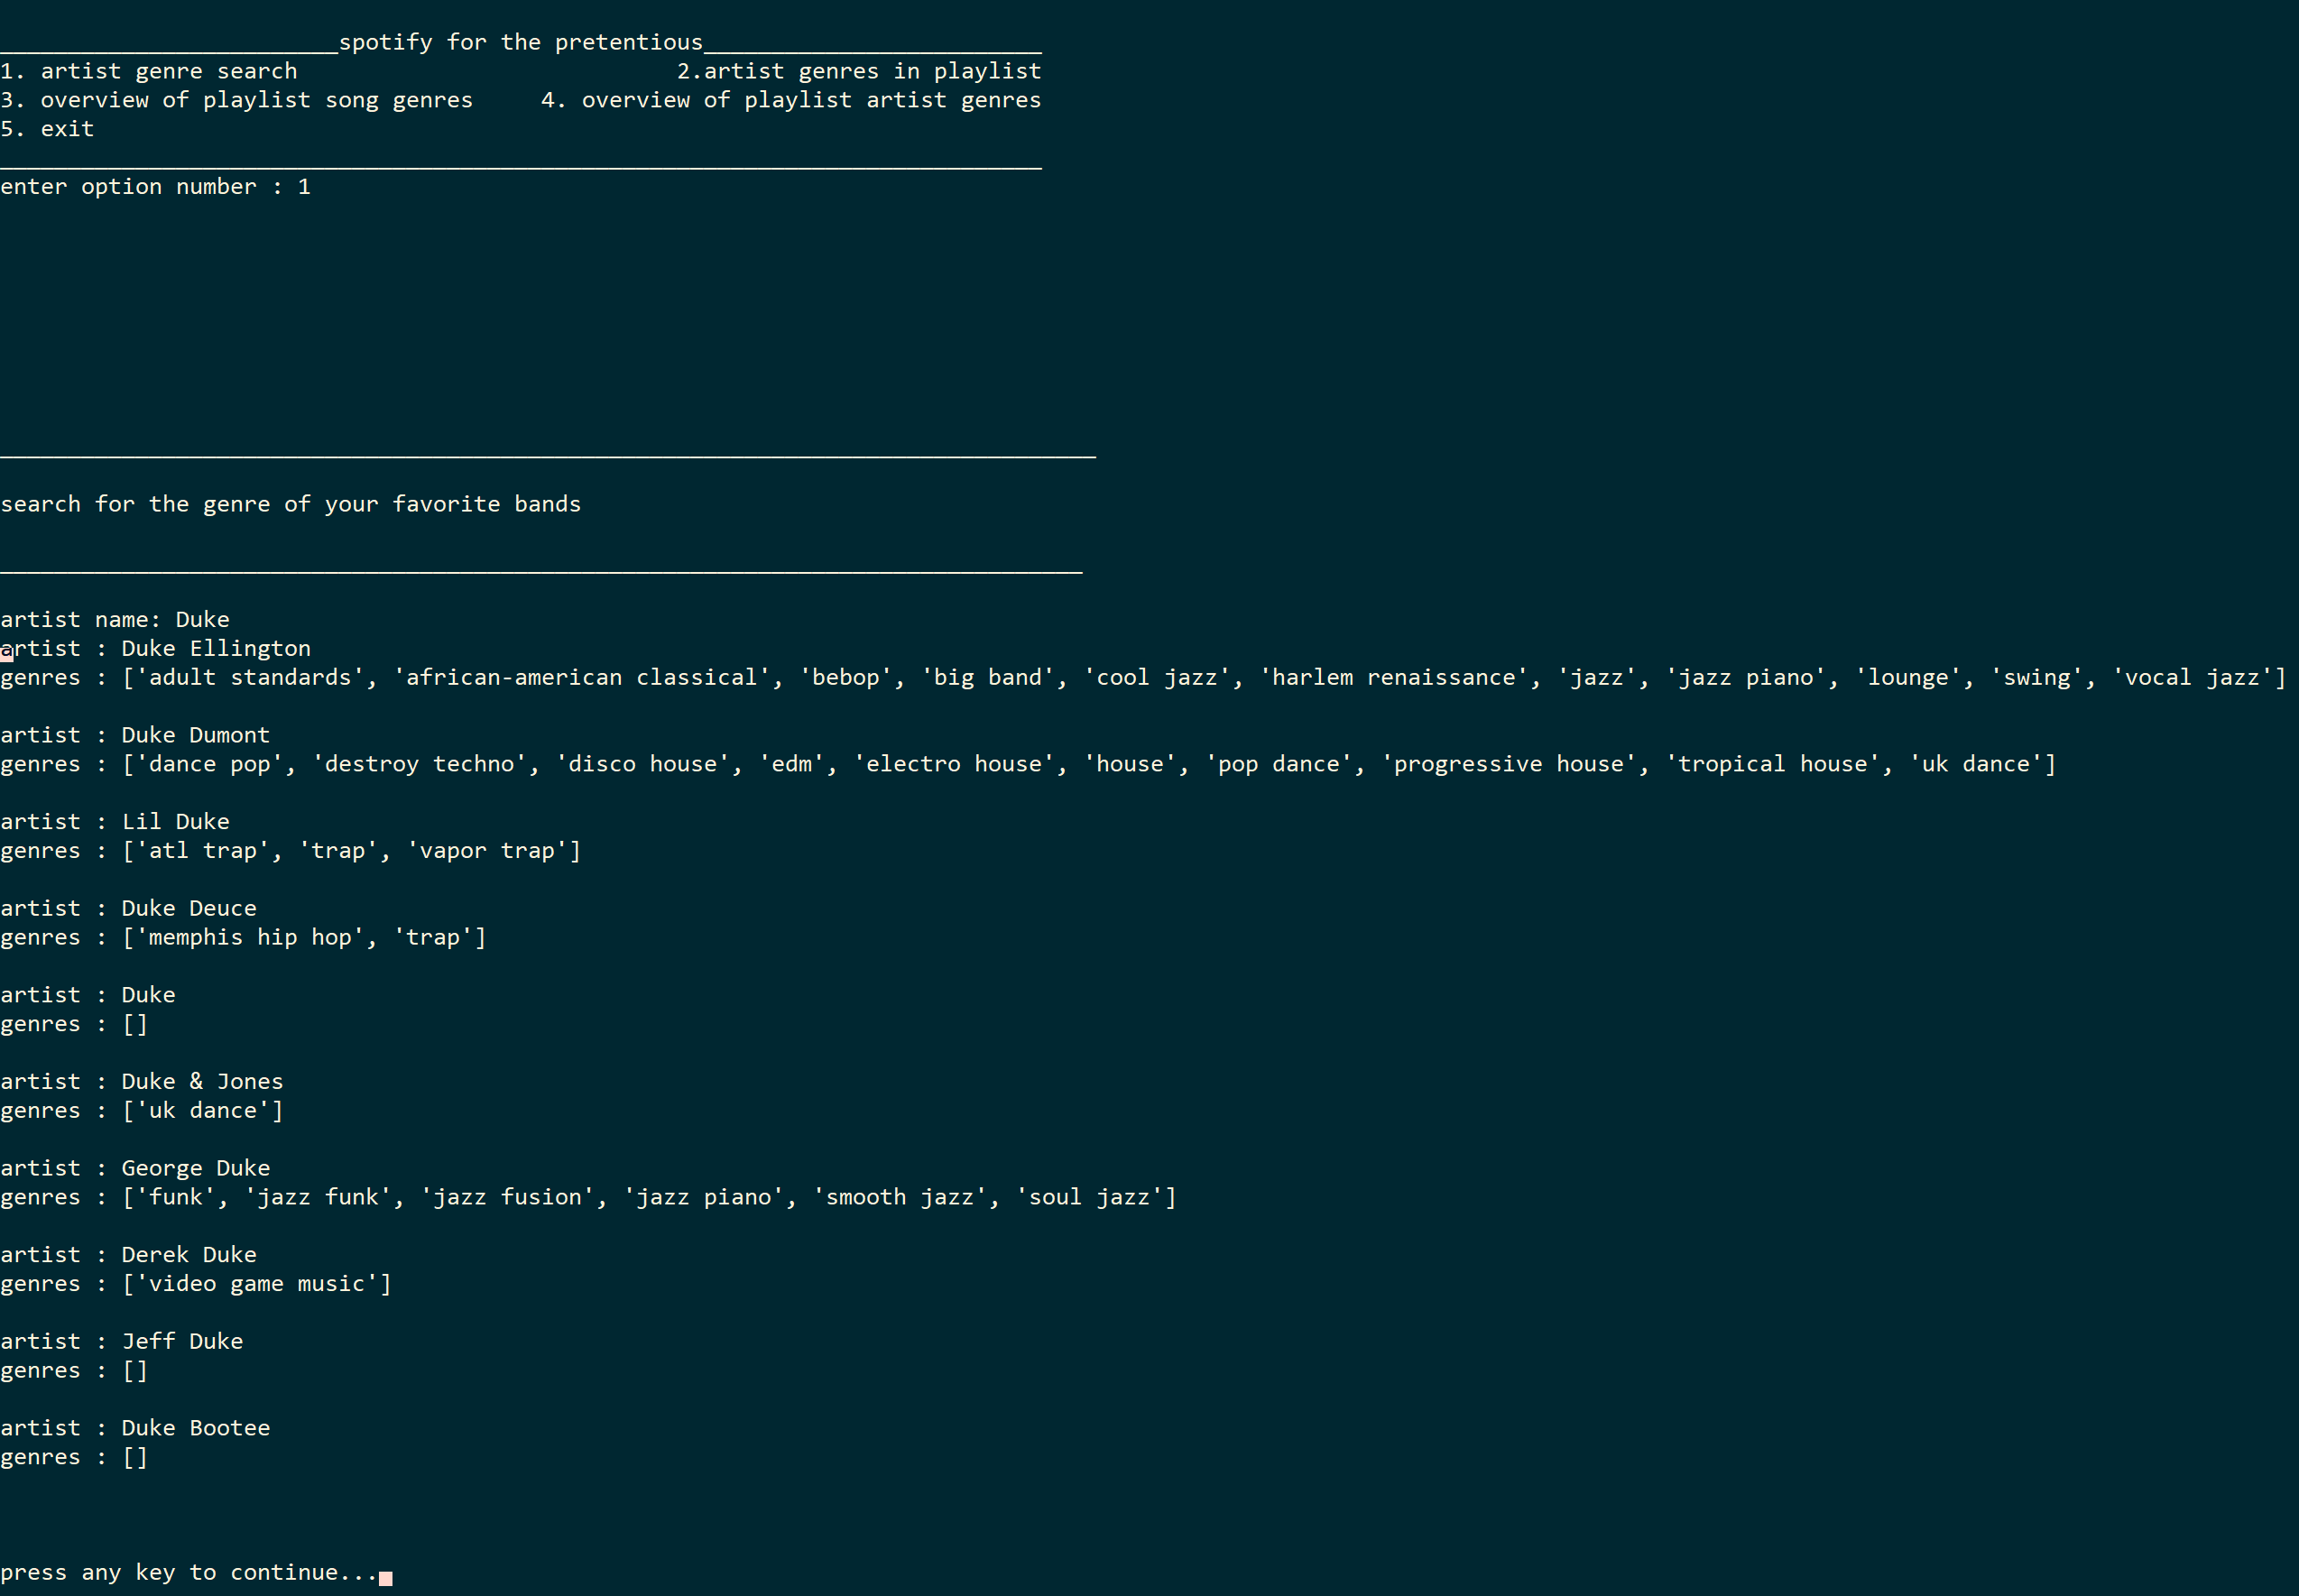 _________________________spotify for the pretentious_________________________
1. artist genre search                            2.artist genres in playlist
3. overview of playlist song genres     4. overview of playlist artist genres
5. exit
_____________________________________________________________________________
enter option number : 1
_________________________________________________________________________________
search for the genre of your favorite bands
________________________________________________________________________________
artist name: Duke
artist : Duke Ellington
genres : ['adult standards', 'african-american classical', 'bebop', 'big band', 'cool jazz', 'harlem renaissance', 'jazz', 'jazz piano', 'lounge', 'swing', 'vocal jazz']
artist : Duke Dumont
genres : ['dance pop', 'destroy techno', 'disco house', 'edm', 'electro house', 'house', 'pop dance', 'progressive house', 'tropical house', 'uk dance']
artist : Lil Duke
genres : ['atl trap', 'trap', 'vapor trap']
artist : Duke Deuce
genres : ['memphis hip hop', 'trap']
artist : Duke
genres : []
artist : Duke & Jones
genres : ['uk dance']
artist : George Duke
genres : ['funk', 'jazz funk', 'jazz fusion', 'jazz piano', 'smooth jazz', 'soul jazz']
artist : Derek Duke
genres : ['video game music']
artist : Jeff Duke
genres : []
artist : Duke Bootee
genres : []
press any key to continue...